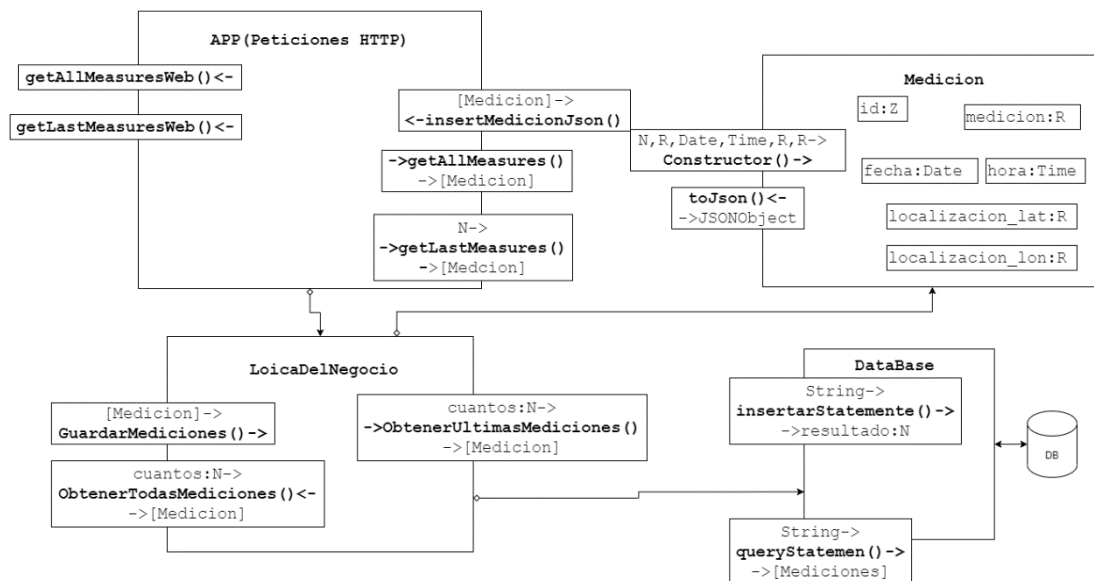 APP(Peticiones HTTP)
getAllMeasuresWeb()<-
getLastMeasuresWeb()<-
[Medicion]->
<-insertMedicionJson()
->getAllMeasures()
->[Medicion]
N->
->getLastMeasures()
->[Medcion]
Medicion
id:Z
medicion:R
N,R,Date,Time,R,R->
Constructor()->
fecha:Date
hora:Time
toJson()<-
->JSONObject
localizacion_lat:R
localizacion_lon:R
LoicaDelNegocio
[Medicion]->
GuardarMediciones()->
cuantos:N->
->ObtenerUltimasMediciones()
->[Medicion]
cuantos:N->
ObtenerTodasMediciones()<-
->[Medicion]
DataBase
String->
insertarStatemente()->
->resultado:N
DB
String->
queryStatemen()->
->[Mediciones]